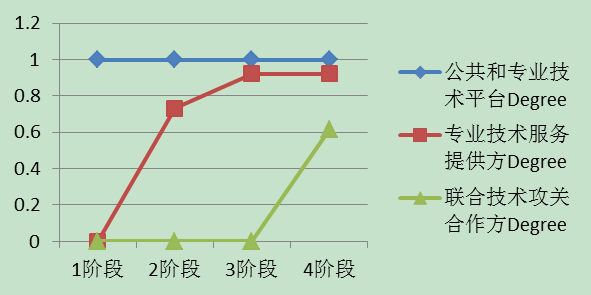 1.2
1
0.8
0.6
0.4
0.2
0
1阶段 2阶段 3阶段 4阶段
公共和专业技
术平台Degree
专业技术服务
提供方Degree
联合技术攻关
合作方Degree